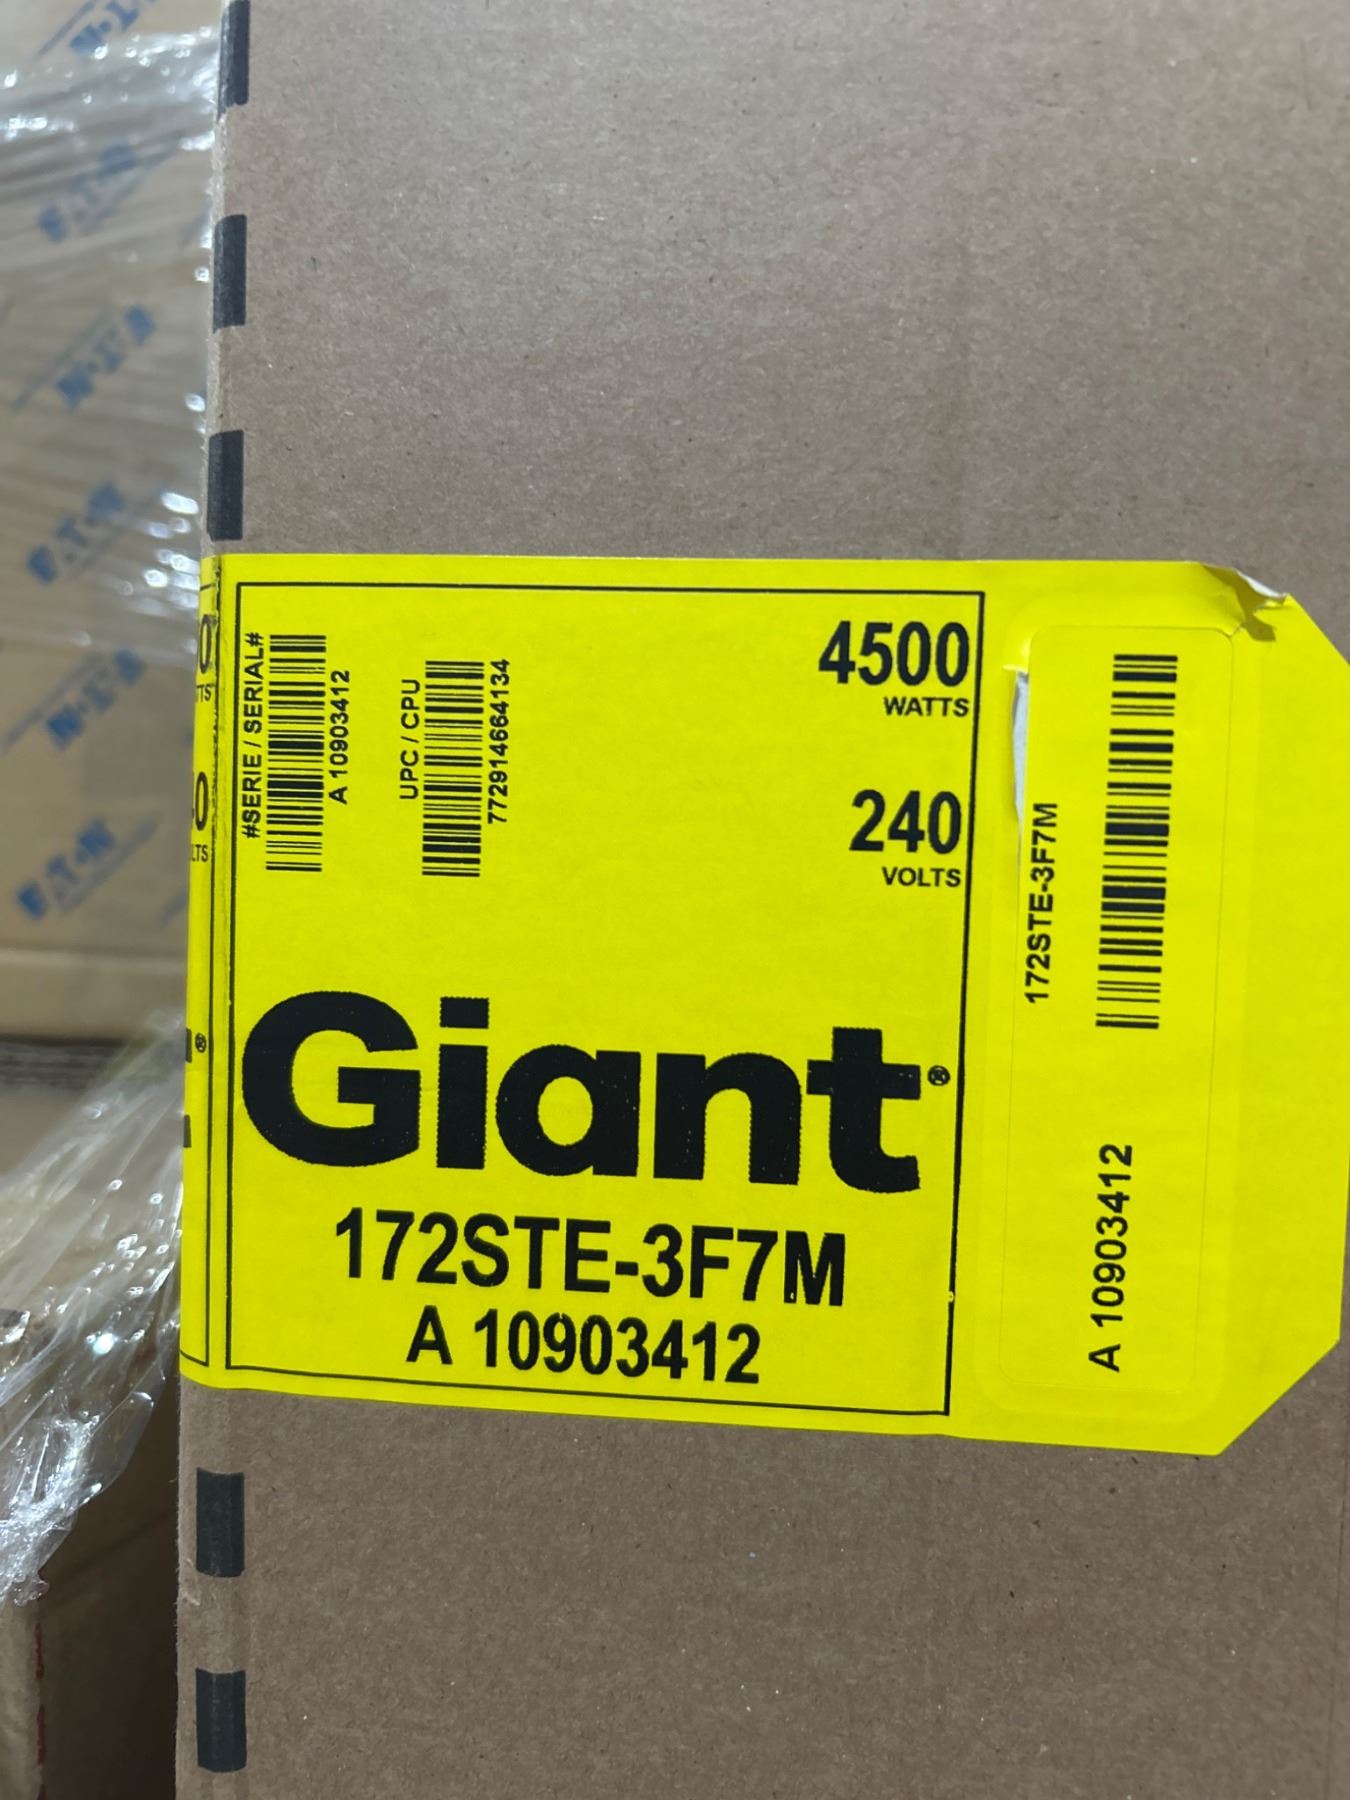 #SERIE / SERIAL#
A 10903412
UPC / CPU
772914664134
4500
WATTS
240
VOLTS
Giant®
172STE-3F7M
A 10903412
172STE-3F7M
A 10903412
E·T·N
E·T·N
E·T·N
E·T·N
E·T·N